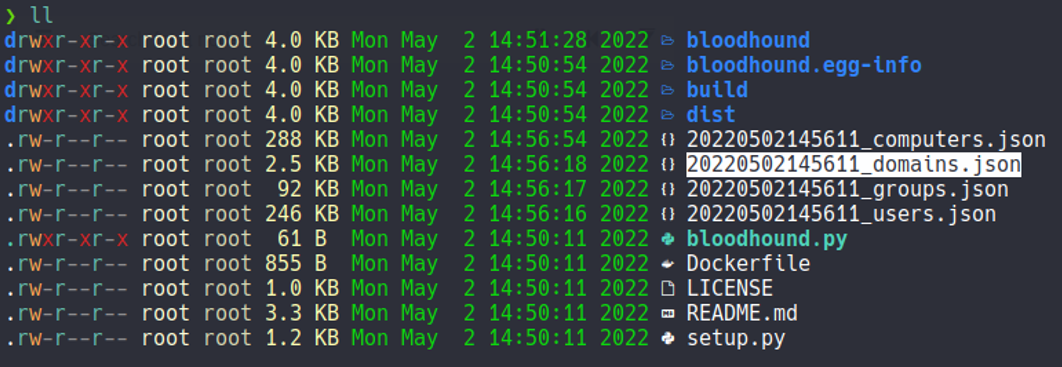 ❯ ll
drwxr-xr-x root root 4.0 KB Mon May  2 14:51:28 2022 bloodhound
drwxr-xr-x root root 4.0 KB Mon May  2 14:50:54 2022 bloodhound.egg-info
drwxr-xr-x root root 4.0 KB Mon May  2 14:50:54 2022 build
drwxr-xr-x root root 4.0 KB Mon May  2 14:50:54 2022 dist
.rw-r--r-- root root 288 KB Mon May  2 14:56:54 2022 {} 20220502145611_computers.json
.rw-r--r-- root root 2.5 KB Mon May  2 14:56:18 2022 {} 20220502145611_domains.json
.rw-r--r-- root root  92 KB Mon May  2 14:56:17 2022 {} 20220502145611_groups.json
.rw-r--r-- root root 246 KB Mon May  2 14:56:16 2022 {} 20220502145611_users.json
.rwxr-xr-x root root  61 B  Mon May  2 14:50:11 2022 bloodhound.py
.rw-r--r-- root root 855 B  Mon May  2 14:50:11 2022 Dockerfile
.rw-r--r-- root root 1.0 KB Mon May  2 14:50:11 2022 LICENSE
.rw-r--r-- root root 3.3 KB Mon May  2 14:50:11 2022 README.md
.rw-r--r-- root root 1.2 KB Mon May  2 14:50:11 2022 setup.py